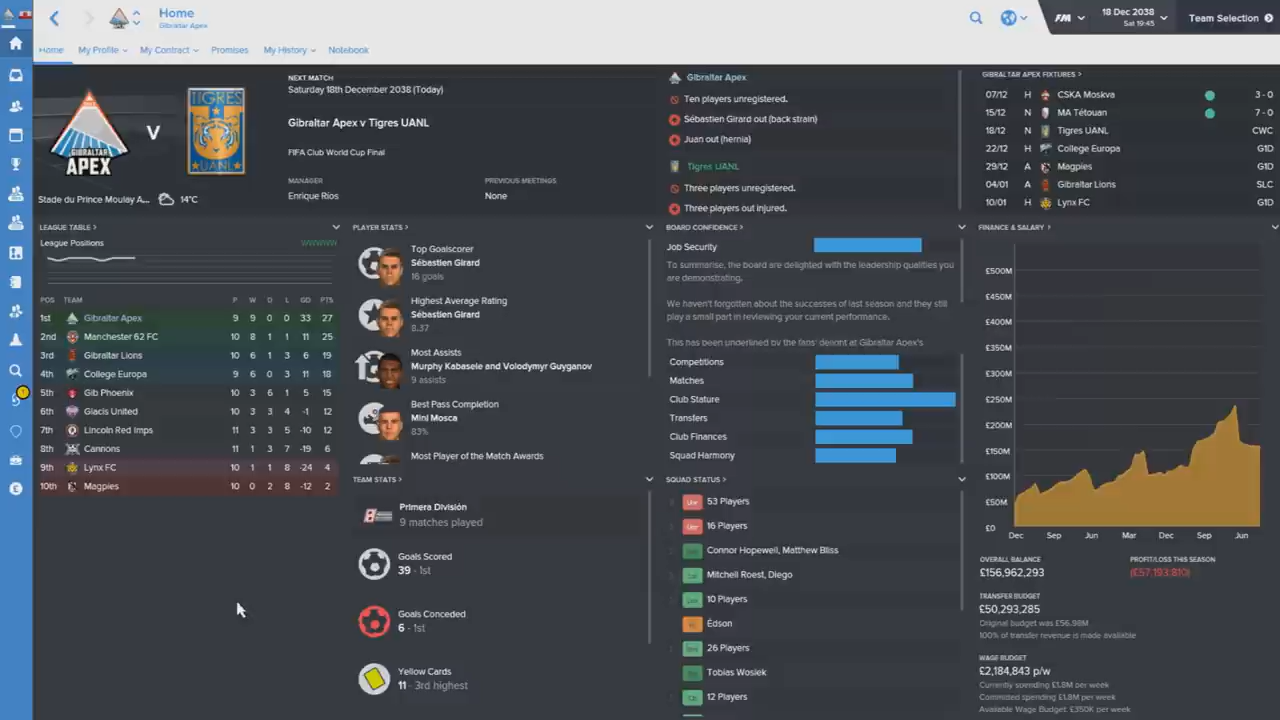 Home
Gibraltar Apex
FM
18 Dec 2038
Sat 19:45
Team Selection
Home
My Profile
My Contract
Promises
My History
Notebook
GIBRALTAR APEX
V
TIGRES
UANL
Stade du Prince Moulay A...
14°C
NEXT MATCH
Saturday 18th December 2038 (Today)
Gibraltar Apex v Tigres UANL
FIFA Club World Cup Final
MANAGER
Enrique Ríos
PREVIOUS MEETINGS
None
Gibraltar Apex
Ten players unregistered.
Sébastien Girard out (back strain)
Juan out (hernia)
Tigres UANL
Three players unregistered.
Three players out injured.
GIBRALTAR APEX FIXTURES >
07/12 H CSKA Moskva 3 - 0
15/12 N MA Tétouan 7 - 0
18/12 N Tigres UANL CWC
22/12 H College Europa G1D
29/12 A Magpies G1D
04/01 A Gibraltar Lions SLC
10/01 H Lynx FC G1D
LEAGUE TABLE >
League Positions
WWWWW
POS TEAM P W D L GD PTS
1st Gibraltar Apex 9 9 0 0 33 27
2nd Manchester 62 FC 10 8 1 1 11 25
3rd Gibraltar Lions 10 6 1 3 6 19
4th College Europa 9 6 0 3 11 18
5th Gib Phoenix 10 3 6 1 5 15
6th Glacis United 10 3 3 4 -1 12
7th Lincoln Red Imps 11 3 3 5 -10 12
8th Cannons 11 1 3 7 -19 6
9th Lynx FC 10 1 1 8 -24 4
10th Magpies 10 0 2 8 -12 2
PLAYER STATS >
Top Goalscorer
Sébastien Girard
16 goals
Highest Average Rating
Sébastien Girard
8.37
Most Assists
Murphy Kabasele and Volodymyr Guyganov
9 assists
Best Pass Completion
Mini Mosca
83%
Most Player of the Match Awards
TEAM STATS >
Primera División
9 matches played
Goals Scored
39 - 1st
Goals Conceded
6 - 1st
Yellow Cards
11 - 3rd highest
BOARD CONFIDENCE >
Job Security
To summarise, the board are delighted with the leadership qualities you
are demonstrating.
We haven't forgotten about the successes of last season and they still
play a small part in reviewing your current performance.
This has been underlined by the fans' delight at Gibraltar Apex's
Competitions
Matches
Club Stature
Transfers
Club Finances
Squad Harmony
SQUAD STATUS >
53 Players
16 Players
Connor Hopewell, Matthew Bliss
Mitchell Roest, Diego
10 Players
Édson
26 Players
Tobias Wosiek
12 Players
FINANCE & SALARY >
£500M
£450M
£400M
£350M
£300M
£250M
£200M
£150M
£100M
£50M
£0
Dec Sep Jun Mar Dec Sep Jun
OVERALL BALANCE
£156,962,293
PROFIT/LOSS THIS SEASON
(£57,193,810)
TRANSFER BUDGET
£50,293,285
Original budget was £56.98M
100% of transfer revenue is made available
WAGE BUDGET
£2,184,843 p/w
Currently spending £1.8M per week
Committed spending £1.8M per week
Available Wage Budget: £350K per week